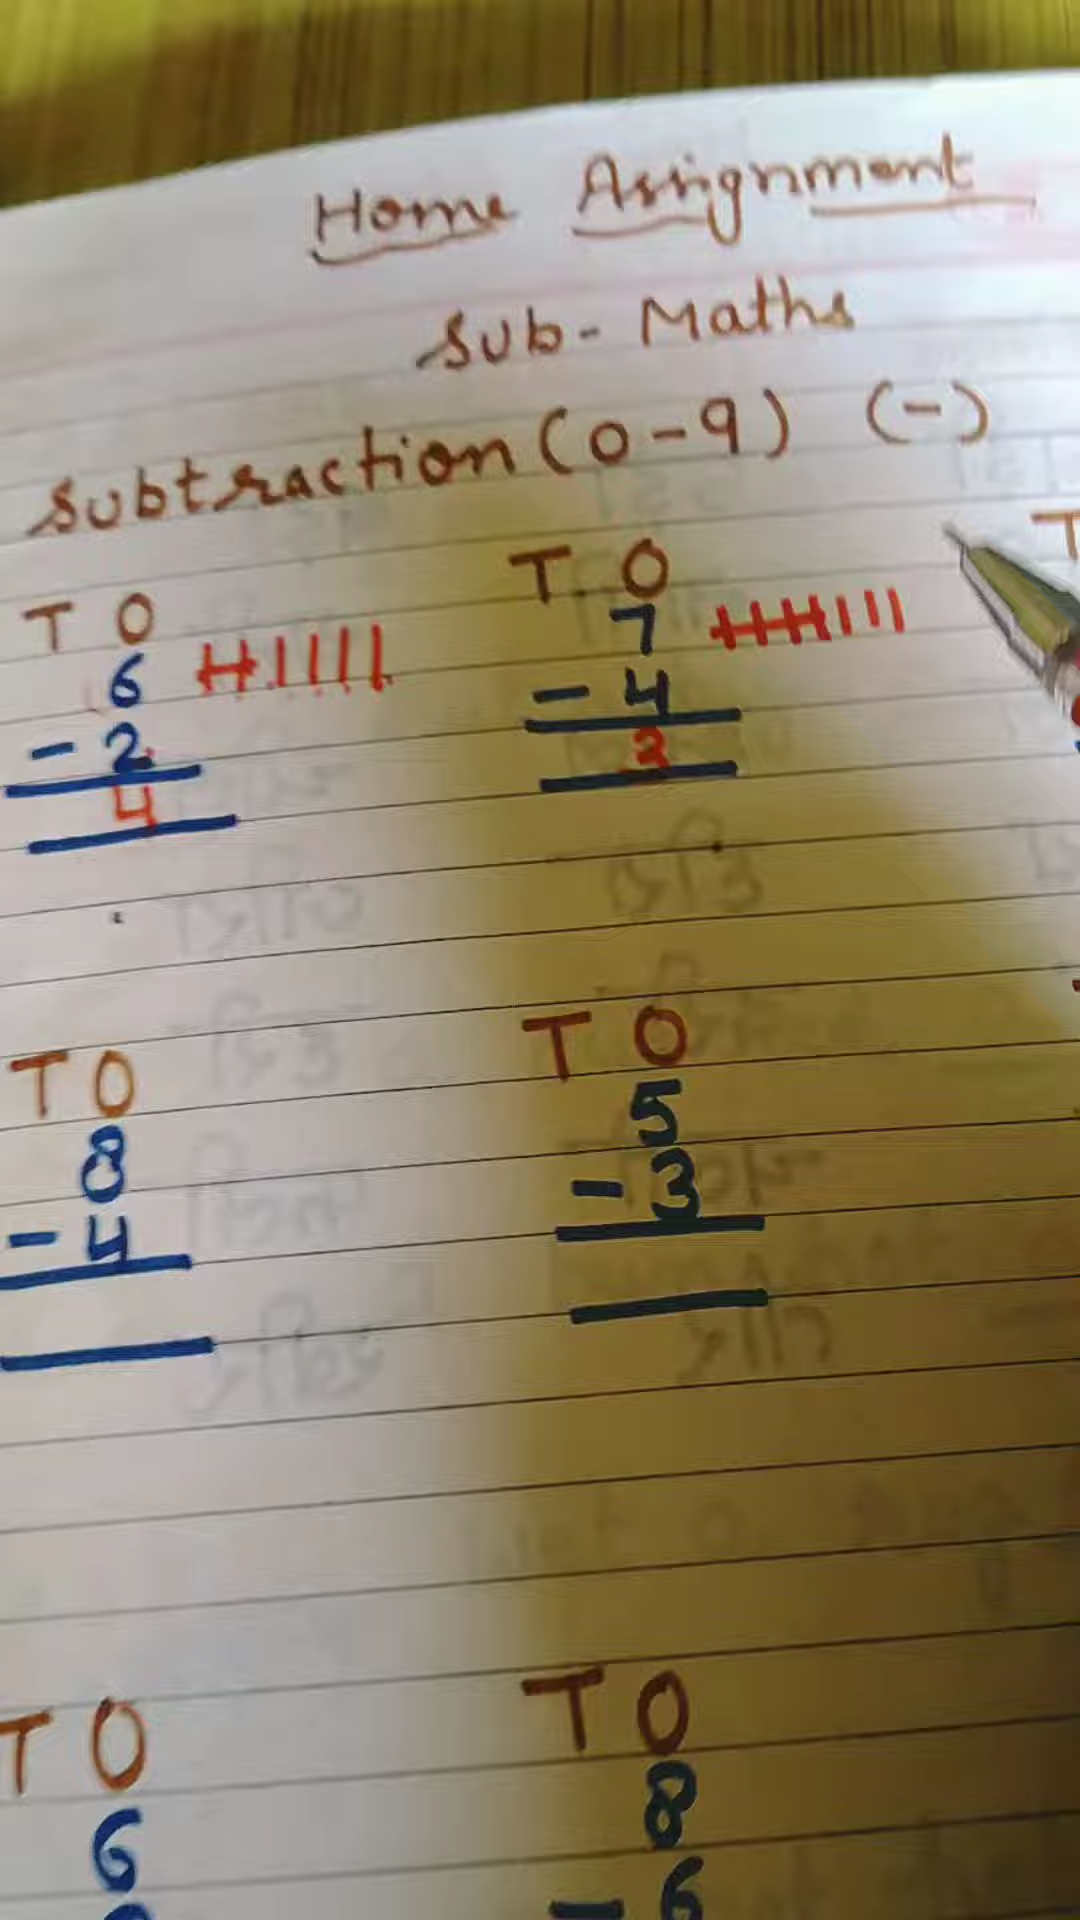 Home Assignment
Sub- Maths
Subtraction (0-9) (-)
T O T O T
6 7
- 2 - 4
4 3
T O T O
8 5
- 4 - 3
T O T O
6 8
- 6